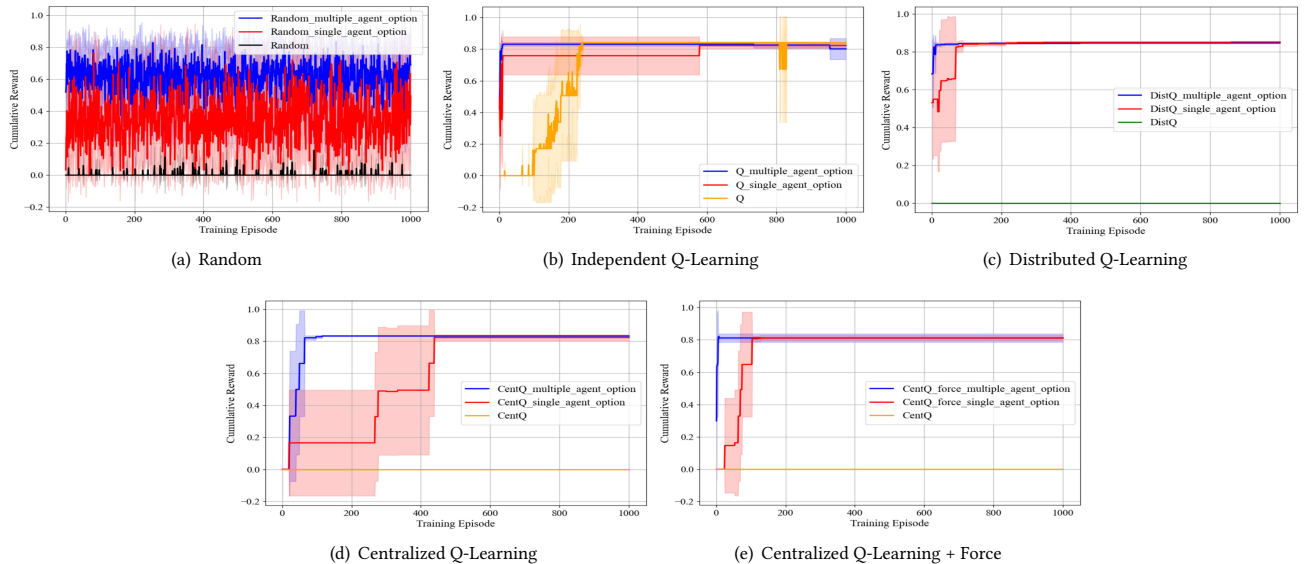 Random_multiple_agent_option
Random_single_agent_option
Random
Cumulative Reward
0.8
0.6
0.4
0.2
0.0
−0.2
0
200
400
600
800
1000
Training Episode
(a) Random
Q_multiple_agent_option
Q_single_agent_option
Q
Cumulative Reward
1.0
0.8
0.6
0.4
0.2
0.0
−0.2
0
200
400
600
800
1000
Training Episode
(b) Independent Q-Learning
DistQ_multiple_agent_option
DistQ_single_agent_option
DistQ
Cumulative Reward
1.0
0.8
0.6
0.4
0.2
0.0
0
200
400
600
800
1000
Training Episode
(c) Distributed Q-Learning
CentQ_multiple_agent_option
CentQ_single_agent_option
CentQ
Cumulative Reward
1.0
0.8
0.6
0.4
0.2
0.0
−0.2
0
200
400
600
800
1000
Training Episode
(d) Centralized Q-Learning
CentQ_force_multiple_agent_option
CentQ_force_single_agent_option
CentQ
Cumulative Reward
1.0
0.8
0.6
0.4
0.2
0.0
−0.2
0
200
400
600
800
1000
Training Episode
(e) Centralized Q-Learning + Force